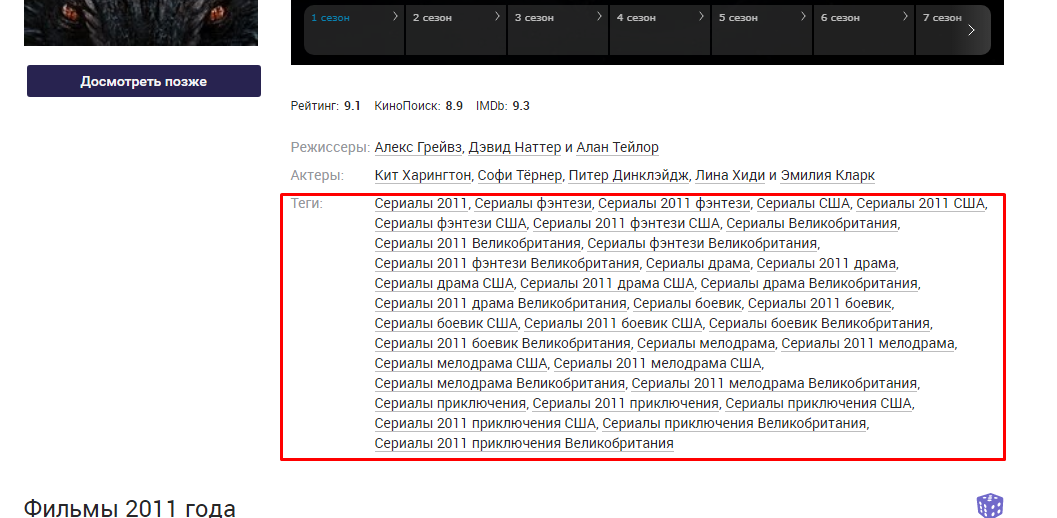 1 сезон 2 сезон 3 сезон 4 сезон 5 сезон 6 сезон 7 сезон
Досмотреть позже
Рейтинг: 9.1 КиноПоиск: 8.9 IMDb: 9.3
Режиссеры: Алекс Грейвз, Дэвид Наттер и Алан Тейлор
Актеры: Кит Харингтон, Софи Тёрнер, Питер Динклэйдж, Лина Хиди и Эмилия Кларк
Теги: Сериалы 2011, Сериалы фэнтези, Сериалы 2011 фэнтези, Сериалы США, Сериалы 2011 США,
Сериалы фэнтези США, Сериалы 2011 фэнтези США, Сериалы Великобритания,
Сериалы 2011 Великобритания, Сериалы фэнтези Великобритания,
Сериалы 2011 фэнтези Великобритания, Сериалы драма, Сериалы 2011 драма,
Сериалы драма США, Сериалы 2011 драма США, Сериалы драма Великобритания,
Сериалы 2011 драма Великобритания, Сериалы боевик, Сериалы 2011 боевик,
Сериалы боевик США, Сериалы 2011 боевик США, Сериалы боевик Великобритания,
Сериалы 2011 боевик Великобритания, Сериалы мелодрама, Сериалы 2011 мелодрама,
Сериалы мелодрама США, Сериалы 2011 мелодрама США,
Сериалы мелодрама Великобритания, Сериалы 2011 мелодрама Великобритания,
Сериалы приключения, Сериалы 2011 приключения, Сериалы приключения США,
Сериалы 2011 приключения США, Сериалы приключения Великобритания,
Сериалы 2011 приключения Великобритания
Фильмы 2011 года